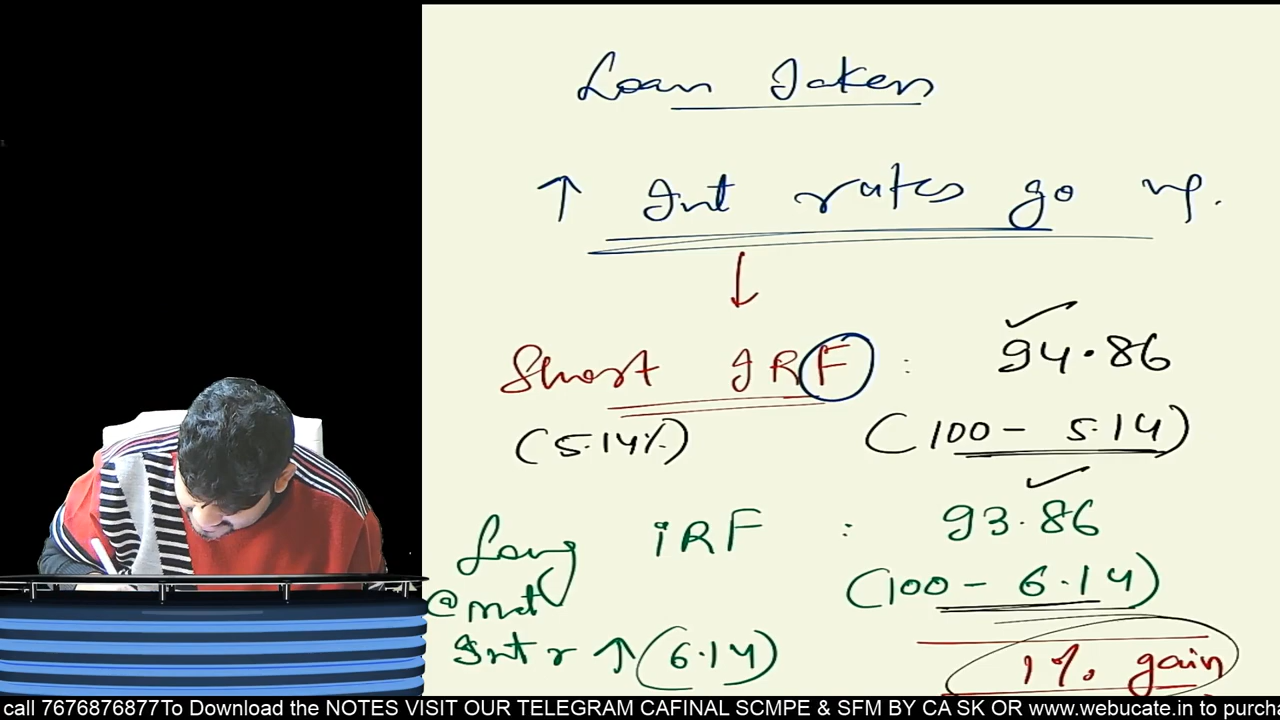 Loan Taken
↑ Int rates go up.
↓
Short IRF : 94.86
(5.14%) (100 - 5.14)
Long IRF : 93.86
@mat (100 - 6.14)
Int r ↑ (6.14)
1% gain
call 7676876877To Download the NOTES VISIT OUR TELEGRAM CAFINAL SCMPE & SFM BY CA SK OR www.webucate.in to purcha